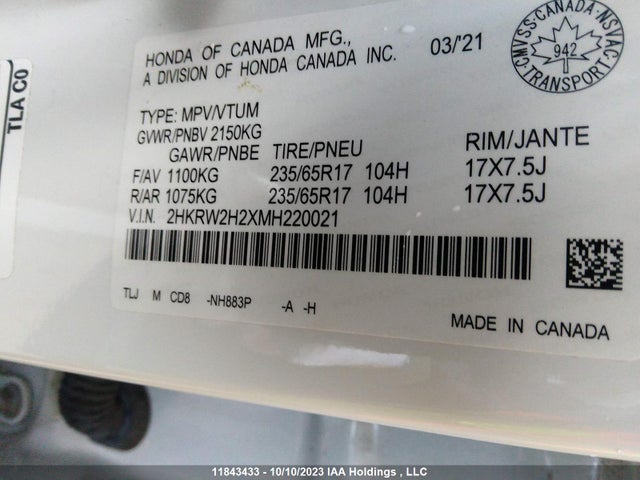 TLA C0
HONDA OF CANADA MFG.,
A DIVISION OF HONDA CANADA INC.
03/'21
CMVSS-CANADA-NSVAC
942
TRANSPORT
TYPE: MPV/VTUM
GVWR/PNBV 2150KG
GAWR/PNBE TIRE/PNEU RIM/JANTE
F/AV 1100KG 235/65R17 104H 17X7.5J
R/AR 1075KG 235/65R17 104H 17X7.5J
V.I.N. 2HKRW2H2XMH220021
TLJ M CD8 -NH883P -A -H
MADE IN CANADA
11843433 - 10/10/2023 IAA Holdings , LLC